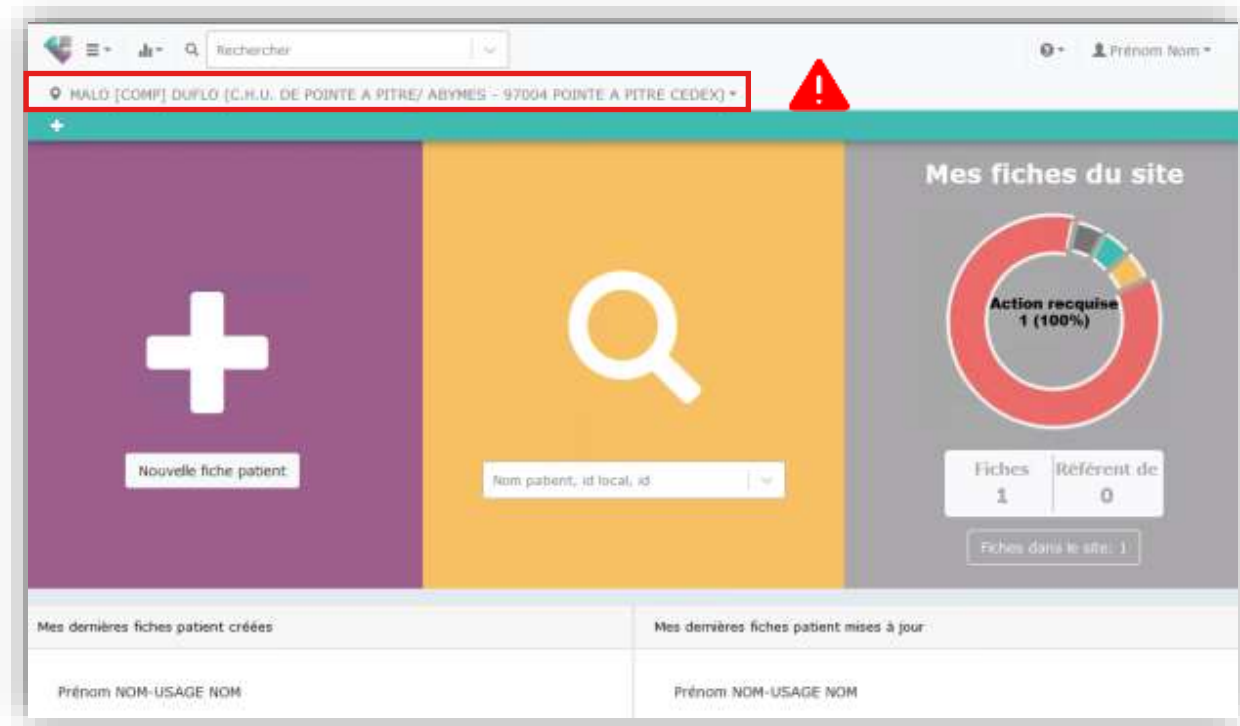 Rechercher
Prénom Nom
MALO [COMP] DUFLO (C.H.U. DE POINTE A PITRE/ ABYMES - 97004 POINTE A PITRE CEDEX)
Mes fiches du site
Action recquise
1 (100%)
Nouvelle fiche patient
Nom patient, id local, id
Fiches
1
Référent de
0
Fiches dans le site: 1
Mes dernières fiches patient créées
Mes dernières fiches patient mises à jour
Prénom NOM-USAGE NOM
Prénom NOM-USAGE NOM